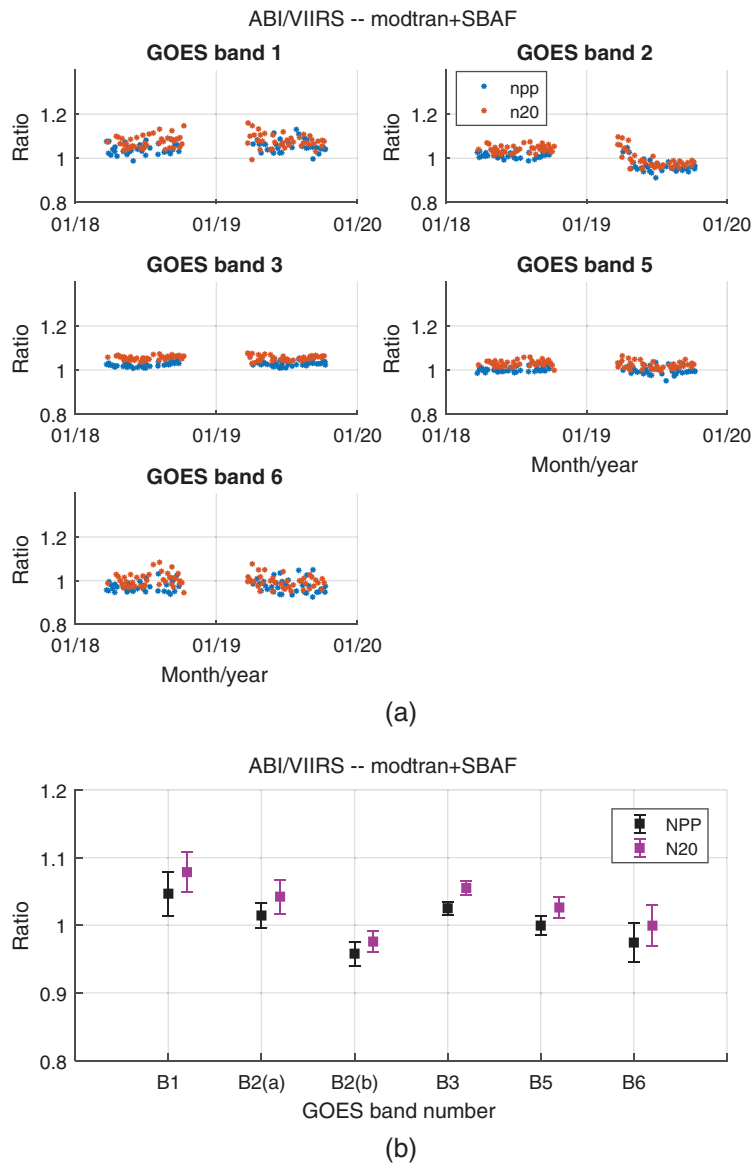 ABI/VIIRS -- modtran+SBAF
GOES band 1
Ratio
1.2
1
0.8
01/18
01/19
01/20
GOES band 2
npp
n20
Ratio
1.2
1
0.8
01/18
01/19
01/20
GOES band 3
Ratio
1.2
1
0.8
01/18
01/19
01/20
GOES band 5
Ratio
1.2
1
0.8
01/18
01/19
01/20
Month/year
GOES band 6
Ratio
1.2
1
0.8
01/18
01/19
01/20
Month/year
(a)
ABI/VIIRS -- modtran+SBAF
NPP
N20
Ratio
1.2
1.1
1
0.9
0.8
B1
B2(a)
B2(b)
B3
B5
B6
GOES band number
(b)